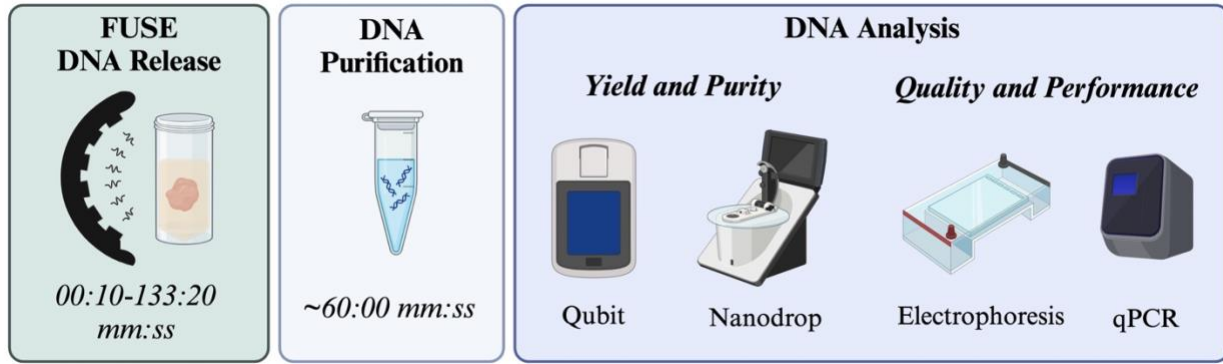 FUSE
DNA Release
00:10-133:20
mm:ss
DNA
Purification
~60:00 mm:ss
DNA Analysis
Yield and Purity
Quality and Performance
Qubit
Nanodrop
Electrophoresis
qPCR